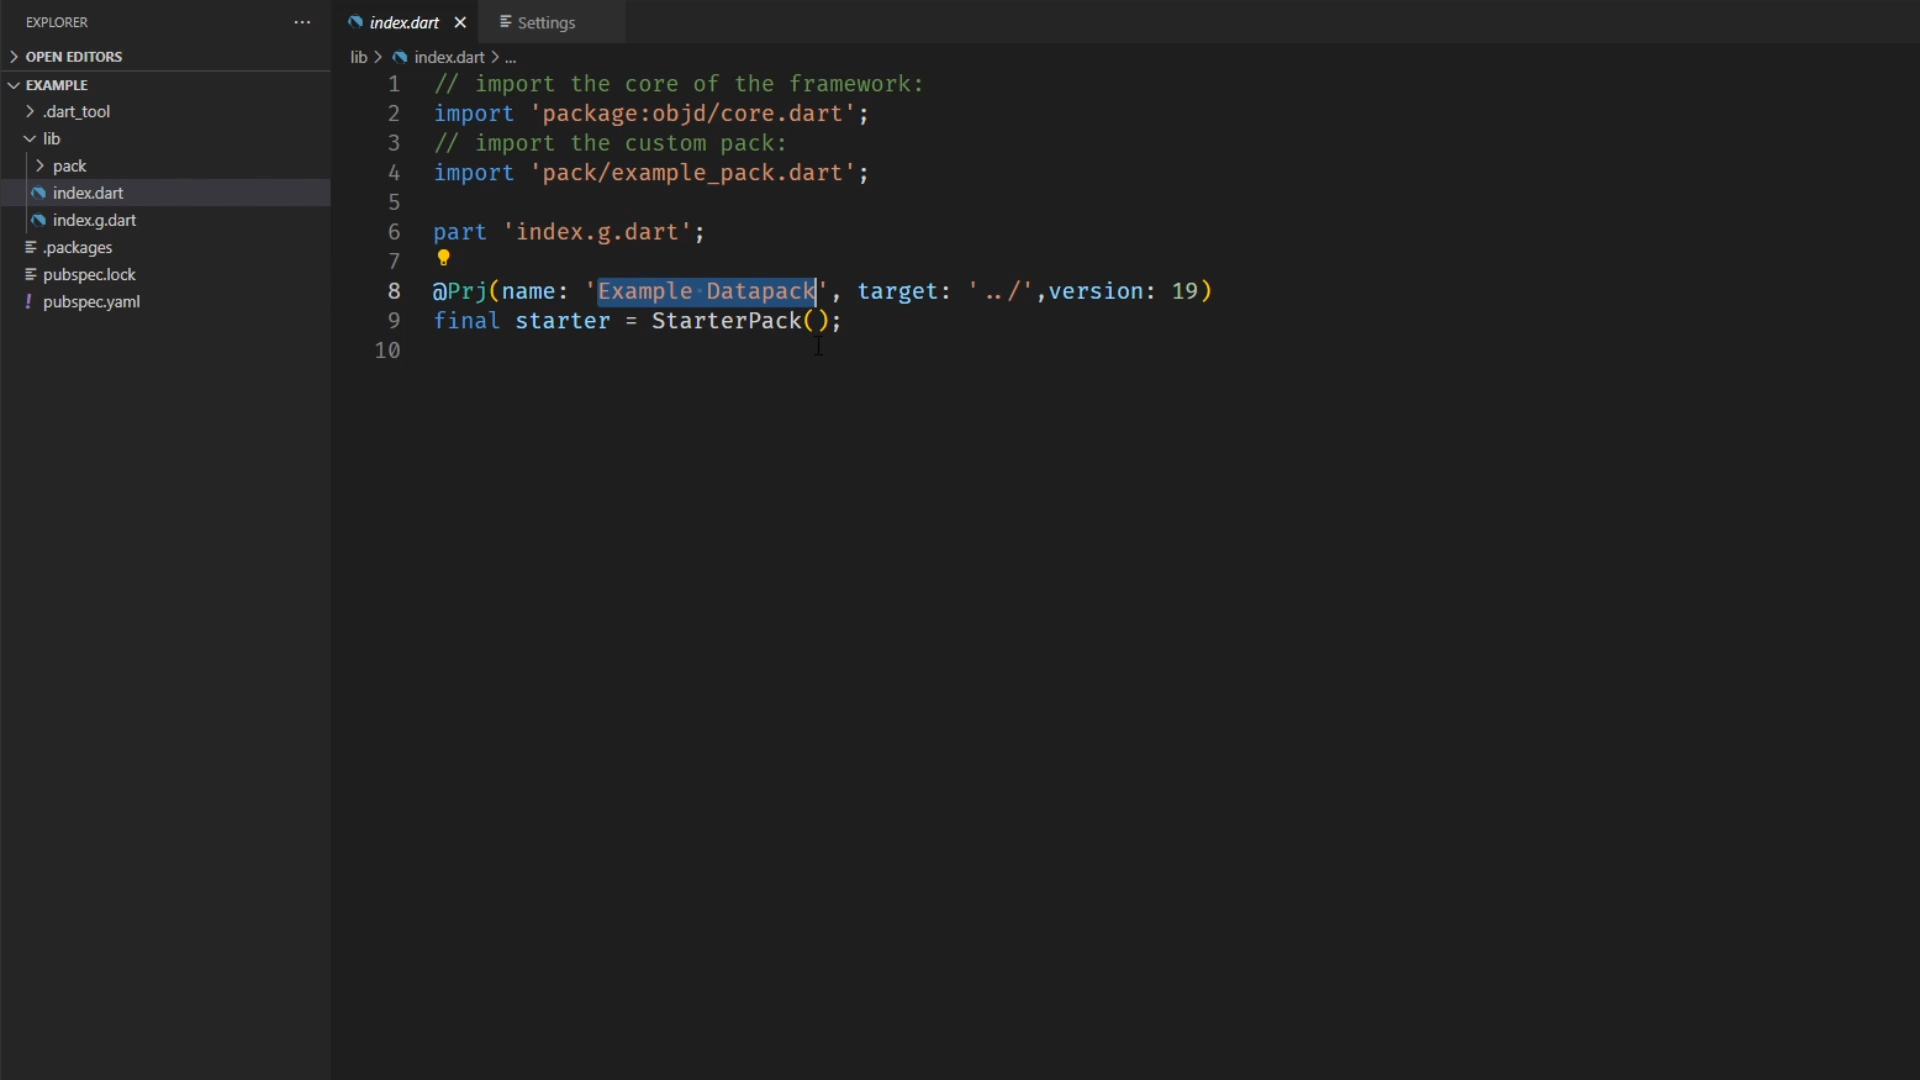 EXPLORER
OPEN EDITORS
EXAMPLE
.dart_tool
lib
pack
index.dart
index.g.dart
.packages
pubspec.lock
pubspec.yaml
index.dart
Settings
lib > index.dart > ...
1 // import the core of the framework:
2 import 'package:objd/core.dart';
3 // import the custom pack:
4 import 'pack/example_pack.dart';
5
6 part 'index.g.dart';
7
8 @Prj(name: 'Example Datapack', target: '../',version: 19)
9 final starter = StarterPack();
10